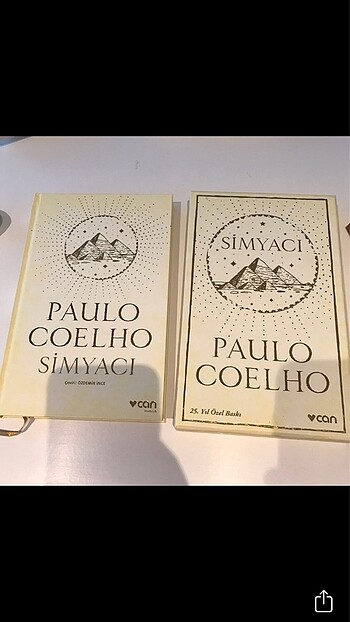 PAULO
COELHO
SİMYACI
Çeviri: ÖZDEMİR İNCE
can
SİMYACI
PAULO
COELHO
25. Yıl Özel Baskı
can